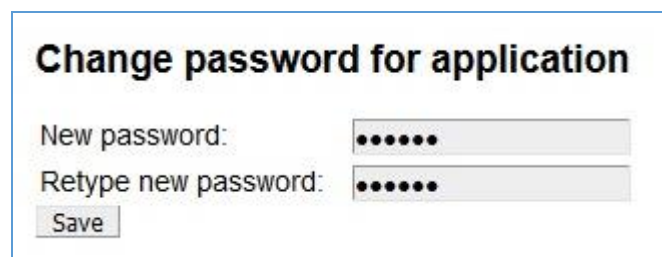 Change password for application
New password: ••••••
Retype new password: ••••••
Save